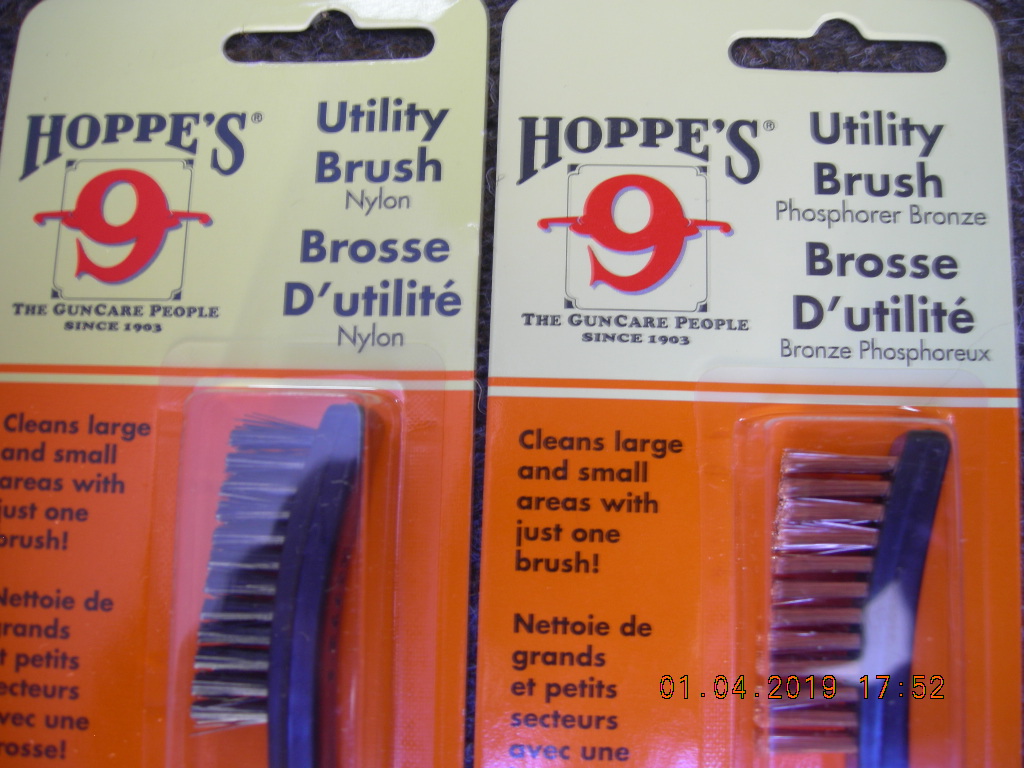 HOPPE'S®
9
THE GUNCARE PEOPLE
SINCE 1903
Utility
Brush
Nylon
Brosse
D'utilité
Nylon
Cleans large
and small
areas with
just one
brush!
Nettoie de
grands
et petits
secteurs
avec une
brosse!
HOPPE'S®
9
THE GUNCARE PEOPLE
SINCE 1903
Utility
Brush
Phosphorer Bronze
Brosse
D'utilité
Bronze Phosphoreux
Cleans large
and small
areas with
just one
brush!
Nettoie de
grands
et petits
secteurs
avec une
01.04.2019 17:52